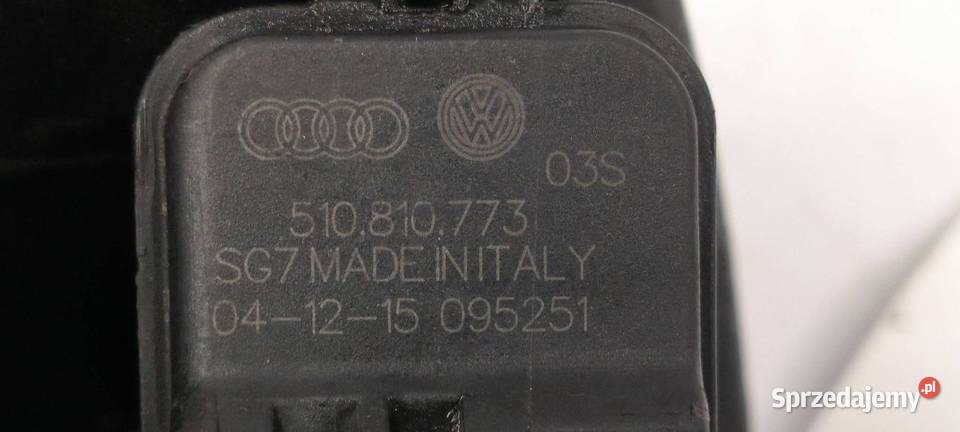 03S
510.810.773
SG7 MADE IN ITALY
04-12-15 095251
Sprzedajemy.pl